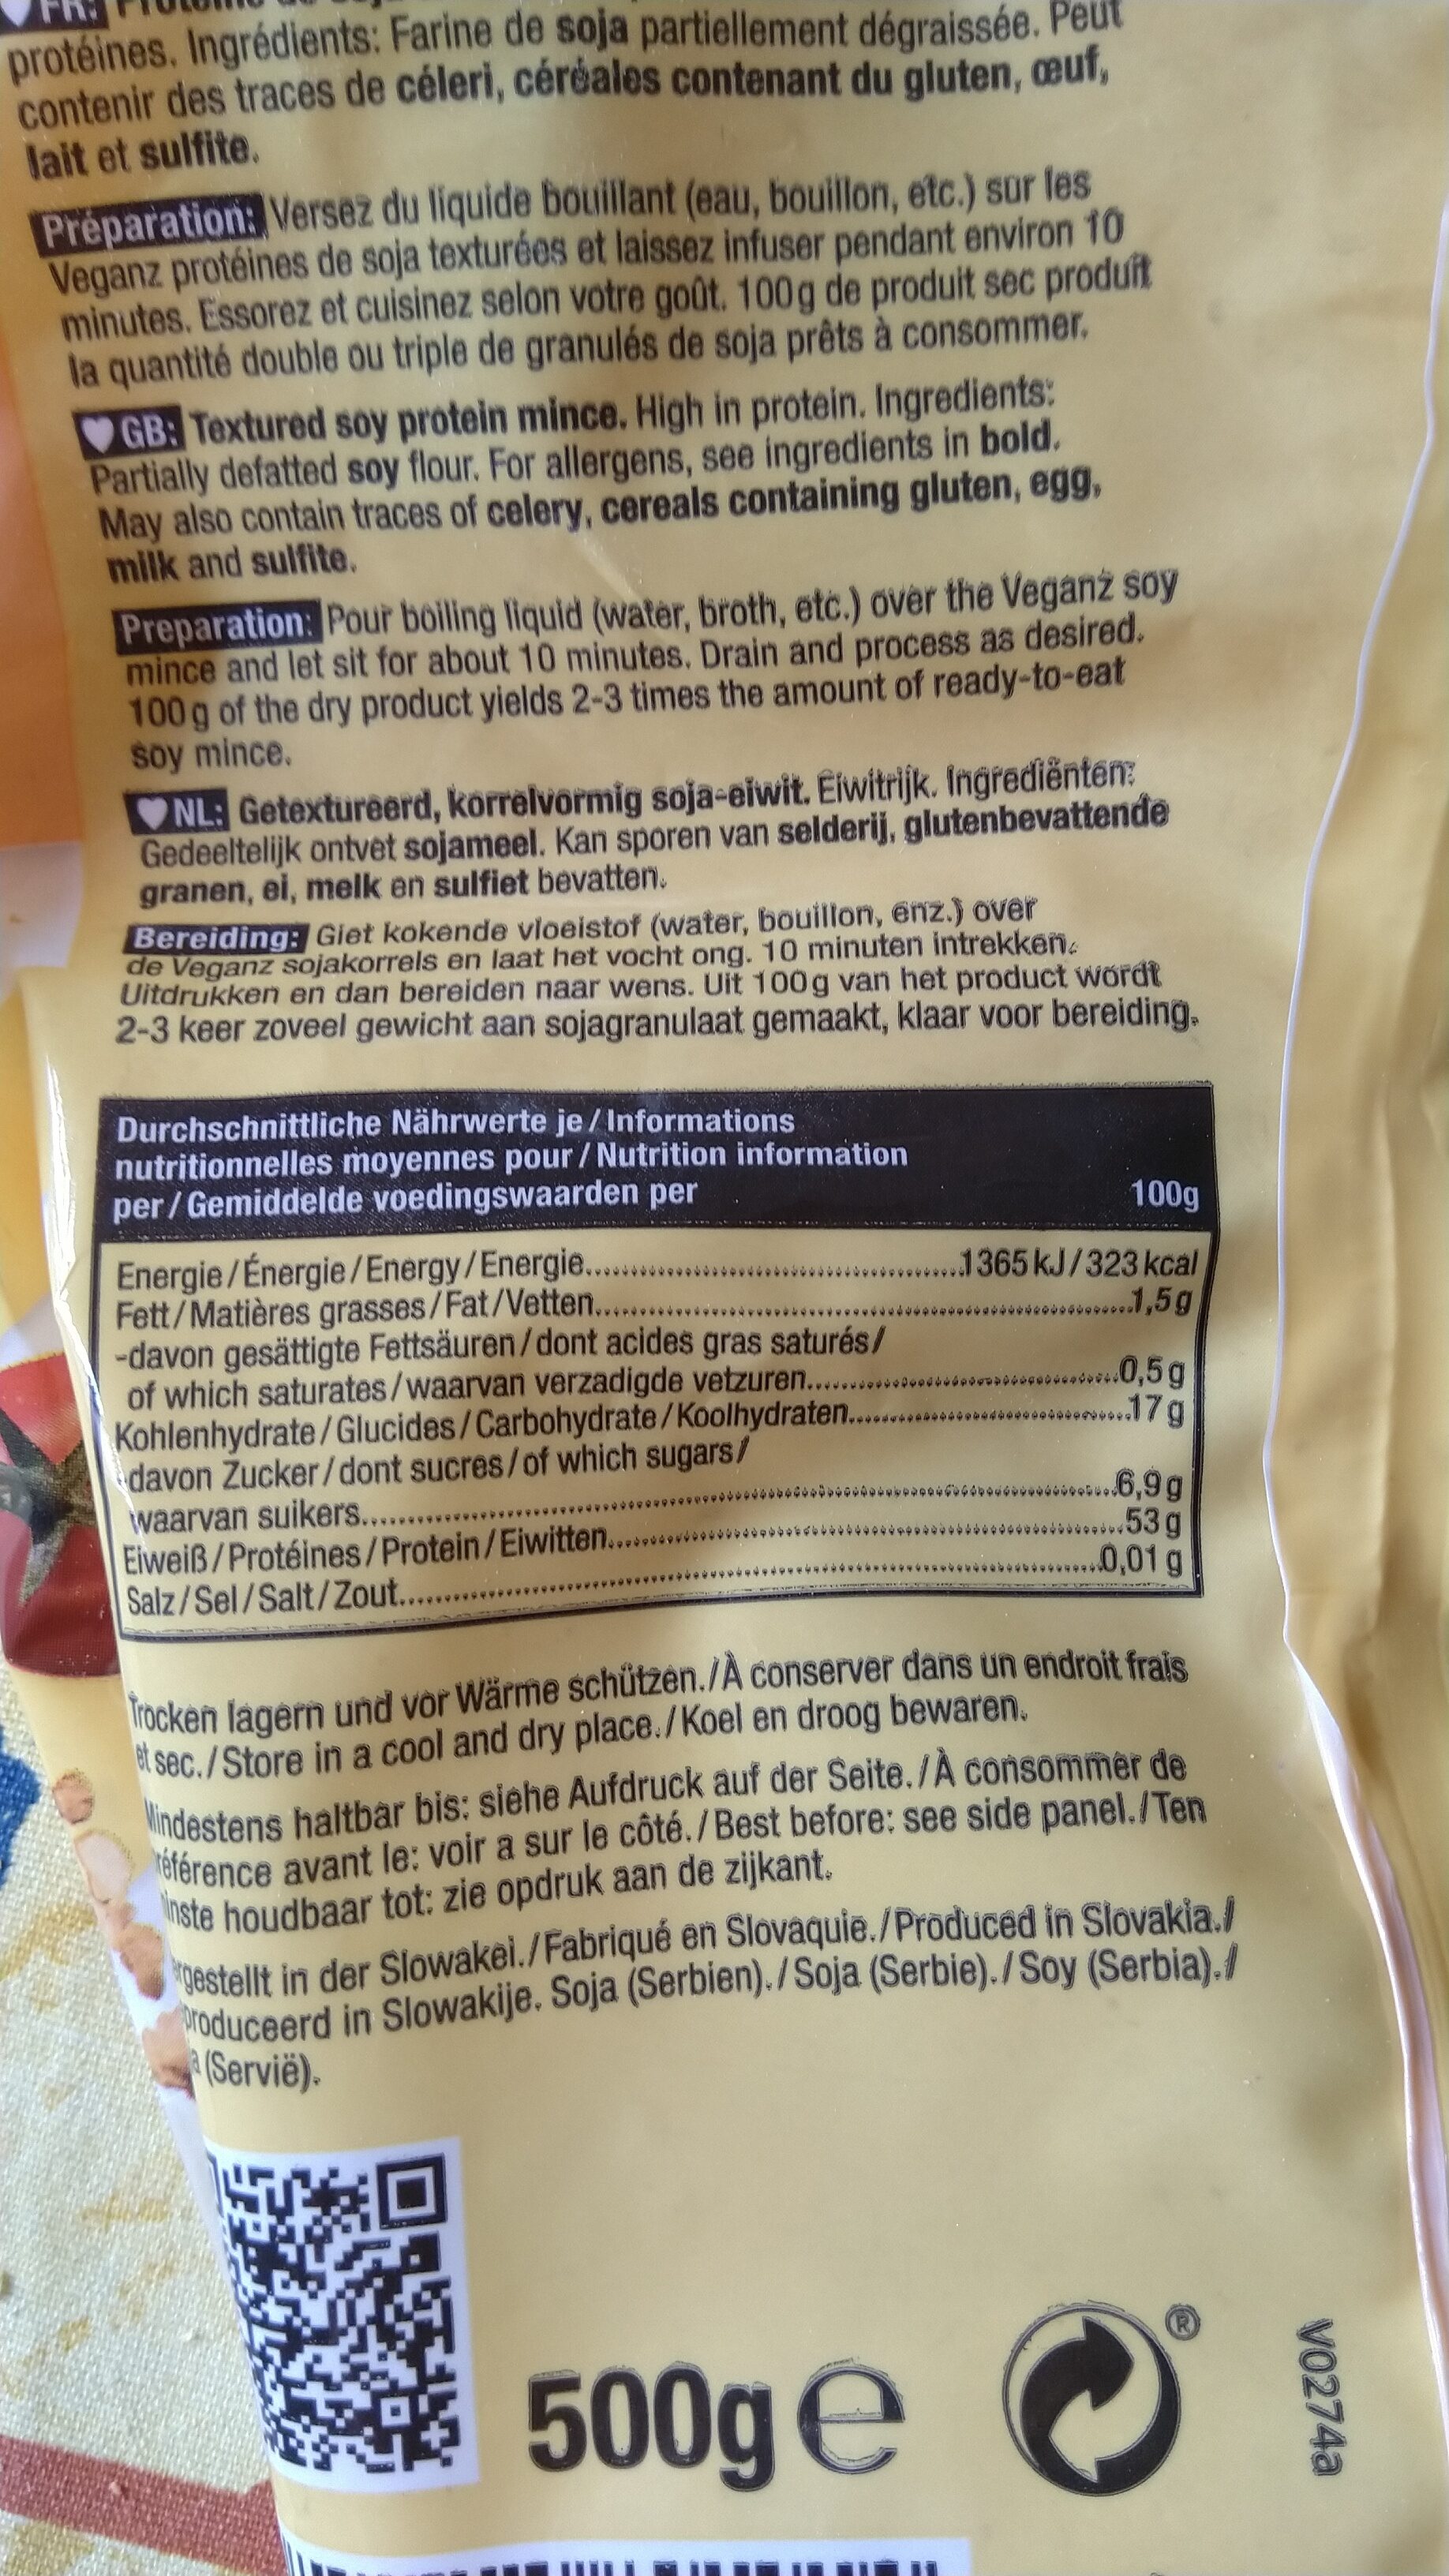 FR:
protéines. Ingrédients: Farine de soja partiellement dégraissée. Peut
contenir des traces de céleri, céréales contenant du gluten, œuf,
lait et sulfite.
Préparation: Versez du liquide bouillant (eau, bouillon, etc.) sur les
Veganz protéines de soja texturées et laissez infuser pendant environ 10
minutes. Essorez et cuisinez selon votre goût. 100g de produit sec produit
la quantité double ou triple de granulés de soja prêts à consommer.
GB: Textured soy protein mince. High in protein. Ingredients:
Partially defatted soy flour. For allergens, see ingredients in bold.
May also contain traces of celery, cereals containing gluten, egg,
milk and sulfite.
Preparation: Pour boiling liquid (water, broth, etc.) over the Veganz soy
mince and let sit for about 10 minutes. Drain and process as desired.
100g of the dry product yields 2-3 times the amount of ready-to-eat
soy mince.
NL: Getextureerd, korrelvormig soja-eiwit. Eiwitrijk. Ingrediënten:
Gedeeltelijk ontvet sojameel. Kan sporen van selderij, glutenbevattende
granen, ei, melk en sulfiet bevatten.
Bereiding: Giet kokende vloeistof (water, bouillon, enz.) over
de Veganz sojakorrels en laat het vocht ong. 10 minuten intrekken.
Uitdrukken en dan bereiden naar wens. Uit 100g van het product wordt
2-3 keer zoveel gewicht aan sojagranulaat gemaakt, klaar voor bereiding.
Durchschnittliche Nährwerte je/Informations
nutritionnelles moyennes pour/Nutrition information
per/Gemiddelde voedingswaarden per 100g
Energie/Énergie/Energy/Energie 1365 kJ/323 kcal
Fett/Matières grasses/Fat/Vetten 1,5 g
-davon gesättigte Fettsäuren/dont acides gras saturés/
of which saturates/waarvan verzadigde vetzuren 0,5 g
Kohlenhydrate/Glucides/Carbohydrate/Koolhydraten 17 g
-davon Zucker/dont sucres/of which sugars/
waarvan suikers 6,9 g
Eiweiß/Protéines/Protein/Eiwitten 53 g
Salz/Sel/Salt/Zout 0,01 g
Trocken lagern und vor Wärme schützen./À conserver dans un endroit frais
et sec./Store in a cool and dry place./Koel en droog bewaren.
Mindestens haltbar bis: siehe Aufdruck auf der Seite./À consommer de
référence avant le: voir a sur le côté./Best before: see side panel./Ten
inste houdbaar tot: zie opdruk aan de zijkant.
rgestellt in der Slowakei./Fabriqué en Slovaquie./Produced in Slovakia./
produceerd in Slowakije. Soja (Serbien)./Soja (Serbie)./Soy (Serbia)./
a (Servië).
500g e
®
V0274a